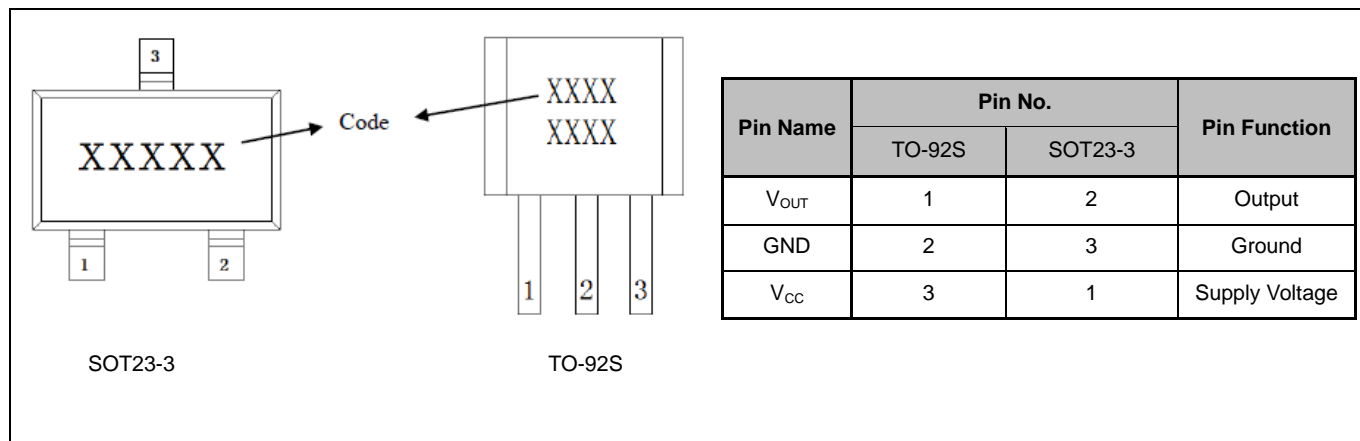 3
XXXXX
1
2
SOT23-3
Code
XXXX
XXXX
1 2 3
TO-92S
Pin Name Pin No. Pin Function
TO-92S SOT23-3
VOUT 1 2 Output
GND 2 3 Ground
VCC 3 1 Supply Voltage